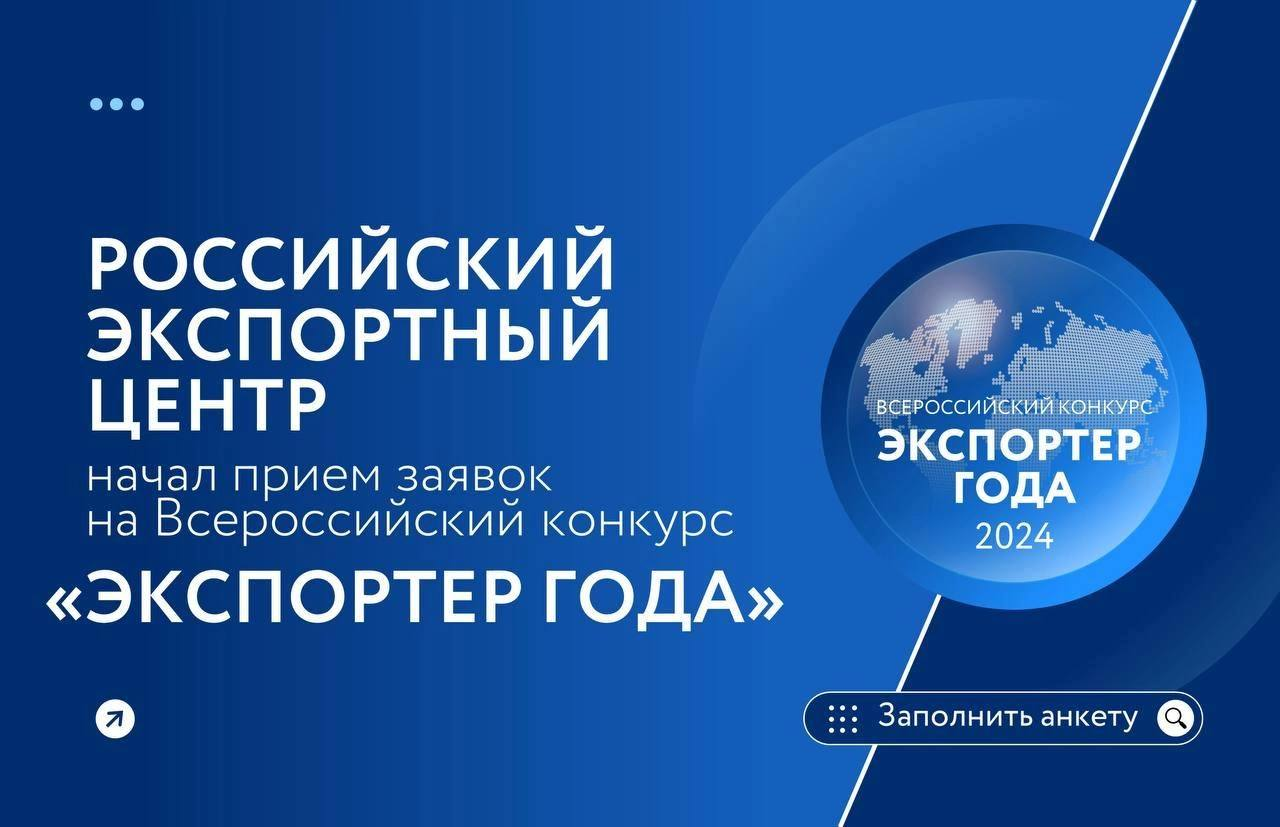 РОССИЙСКИЙ
ЭКСПОРТНЫЙ
ЦЕНТР
начал прием заявок
на Всероссийский конкурс
«ЭКСПОРТЕР ГОДА»
ВСЕРОССИЙСКИЙ КОНКУРС
ЭКСПОРТЕР
ГОДА
2024
Заполнить анкету